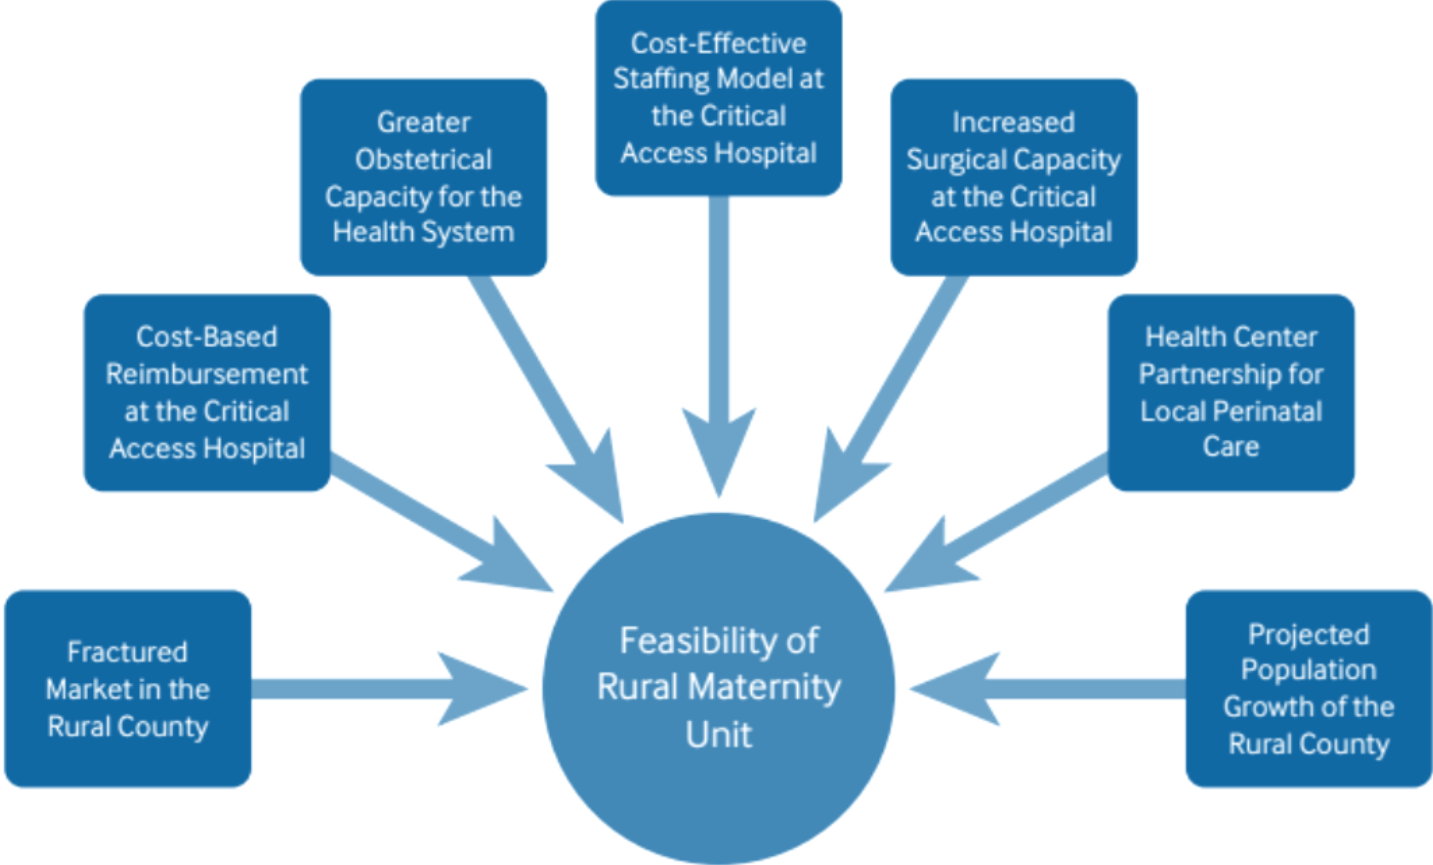 Cost-Effective
Staffing Model at
the Critical
Access Hospital
Greater
Obstetrical
Capacity for the
Health System
Increased
Surgical Capacity
at the Critical
Access Hospital
Cost-Based
Reimbursement
at the Critical
Access Hospital
Health Center
Partnership for
Local Perinatal
Care
Fractured
Market in the
Rural County
Feasibility of
Rural Maternity
Unit
Projected
Population
Growth of the
Rural County